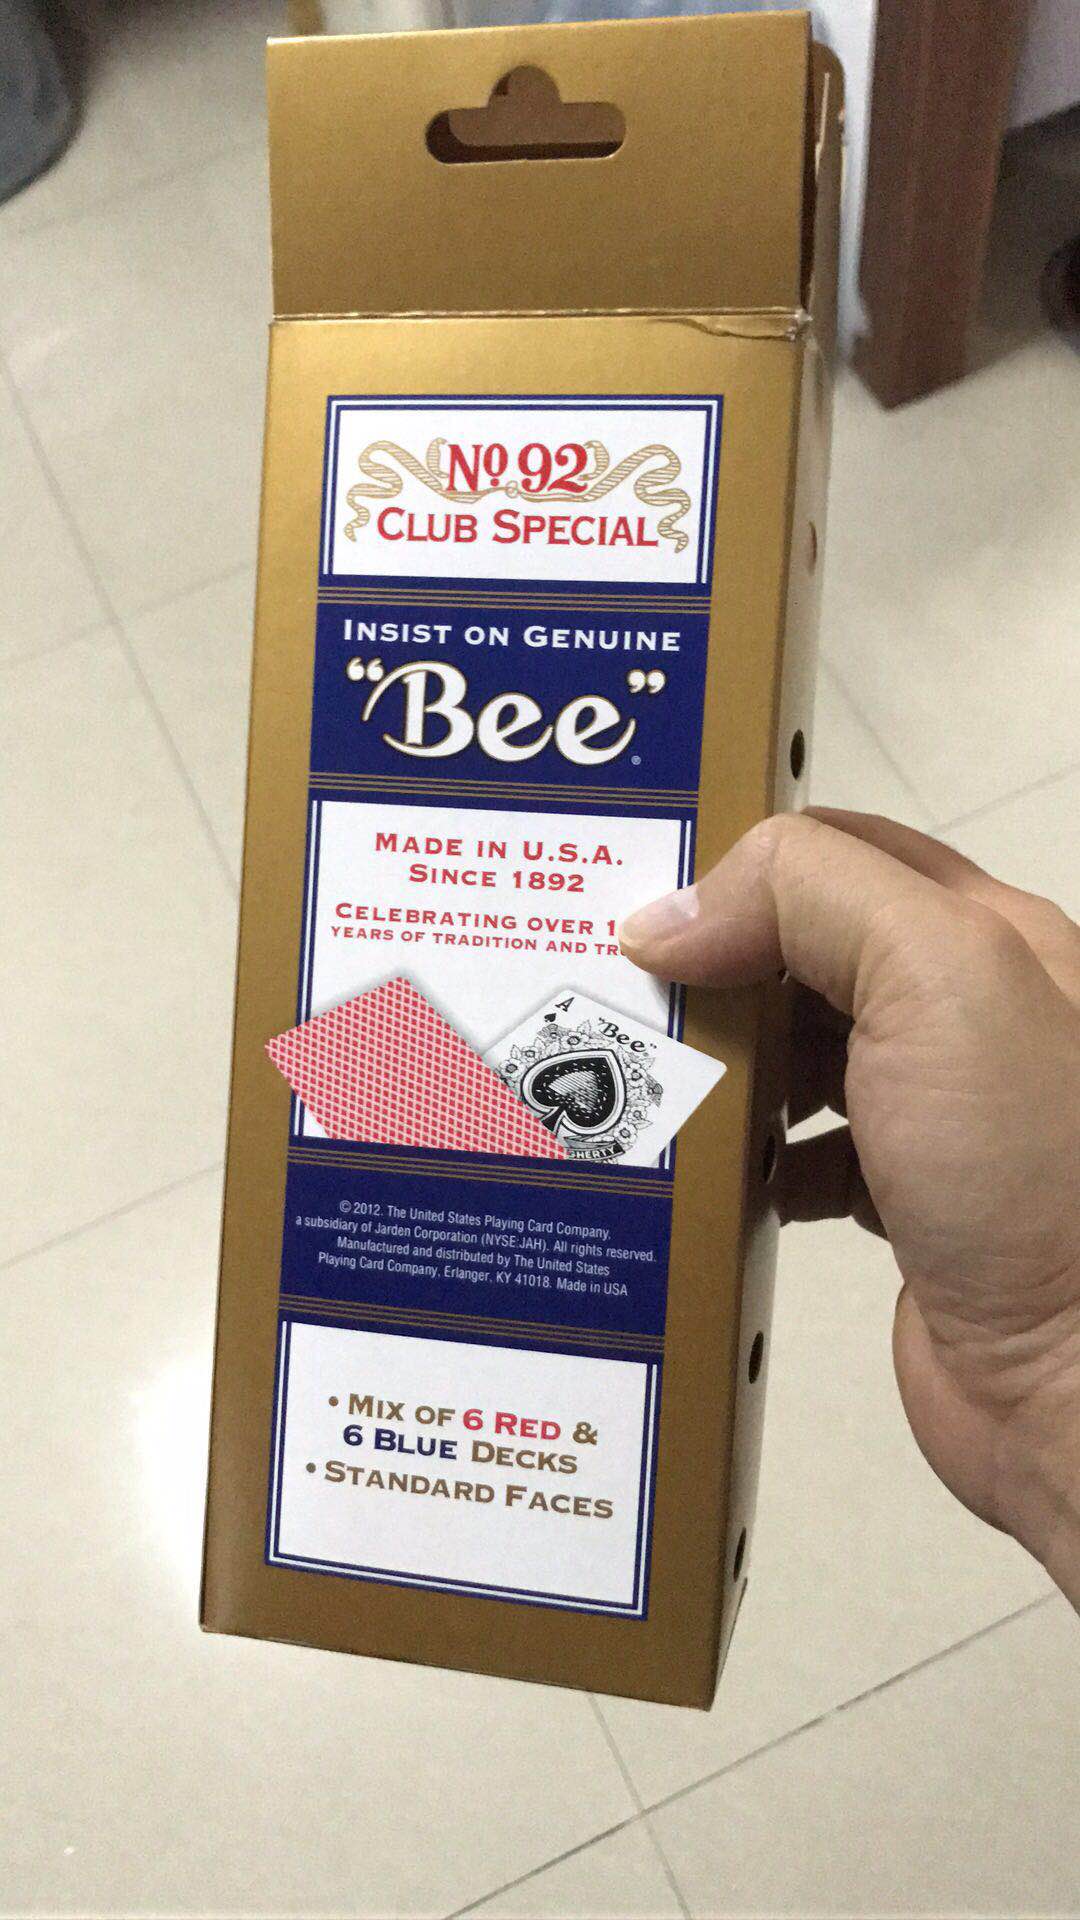 Nº 92
CLUB SPECIAL
INSIST ON GENUINE
"Bee"®
MADE IN U.S.A.
SINCE 1892
CELEBRATING OVER
YEARS OF TRADITION AND
A
"Bee"
© 2012. The United States Playing Card Company,
a subsidiary of Jarden Corporation (NYSE:JAH). All rights reserved.
Manufactured and distributed by The United States
Playing Card Company, Erlanger, KY 41018. Made in USA
• MIX OF 6 RED &
6 BLUE DECKS
• STANDARD FACES